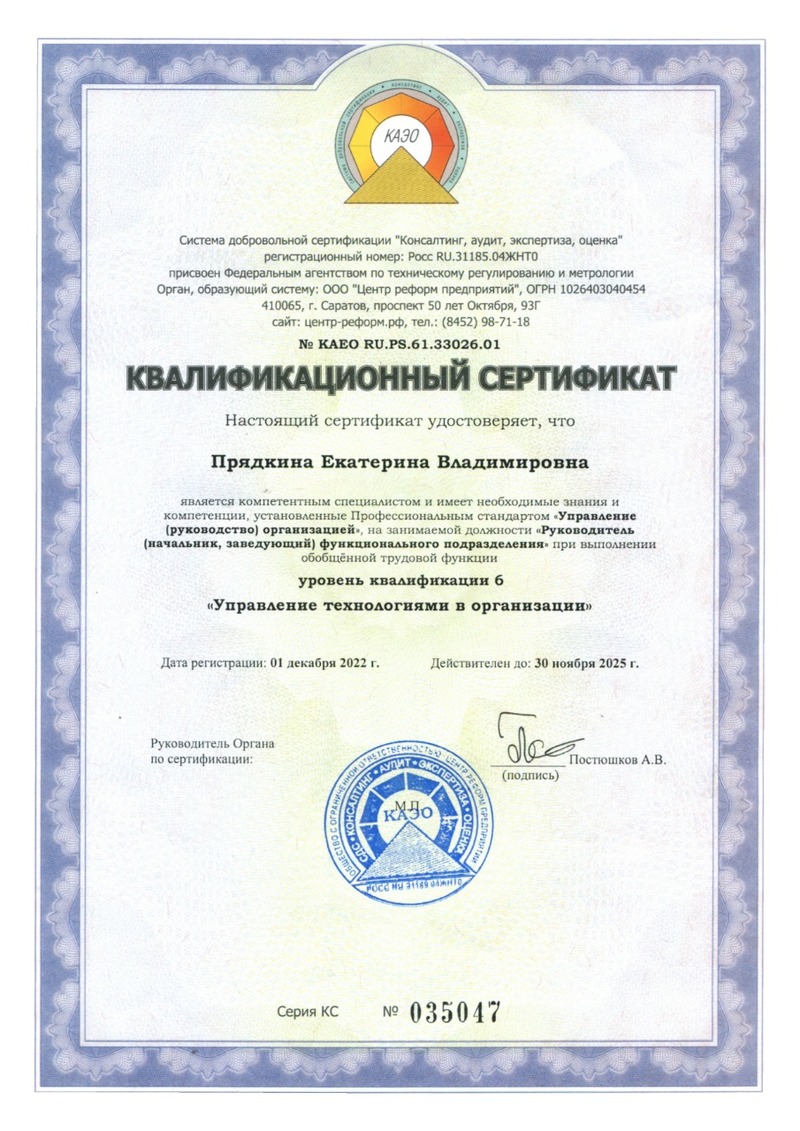 КАЭО
Система добровольной сертификации "Консалтинг, аудит, экспертиза, оценка"
регистрационный номер: Росс RU.31185.04ЖНТ0
присвоен Федеральным агентством по техническому регулированию и метрологии
Орган, образующий систему: ООО "Центр реформ предприятий", ОГРН 1026403040454
410065, г. Саратов, проспект 50 лет Октября, 93Г
сайт: центр-реформ.рф, тел.: (8452) 98-71-18
№ КАЕО RU.PS.61.33026.01
КВАЛИФИКАЦИОННЫЙ СЕРТИФИКАТ
Настоящий сертификат удостоверяет, что
Прядкина Екатерина Владимировна
является компетентным специалистом и имеет необходимые знания и
компетенции, установленные Профессиональным стандартом «Управление
(руководство) организацией», на занимаемой должности «Руководитель
(начальник, заведующий) функционального подразделения» при выполнении
обобщённой трудовой функции
уровень квалификации 6
«Управление технологиями в организации»
Дата регистрации: 01 декабря 2022 г. Действителен до: 30 ноября 2025 г.
Руководитель Органа
по сертификации:
Постюшков А.В.
(подпись)
ОБЩЕСТВО С ОГРАНИЧЕННОЙ ОТВЕТСТВЕННОСТЬЮ "ЦЕНТР РЕФОРМ ПРЕДПРИЯТИЙ"
СДС • КОНСАЛТИНГ • АУДИТ • ЭКСПЕРТИЗА • ОЦЕНКА
М.П.
КАЭО
Серия КС № 035047